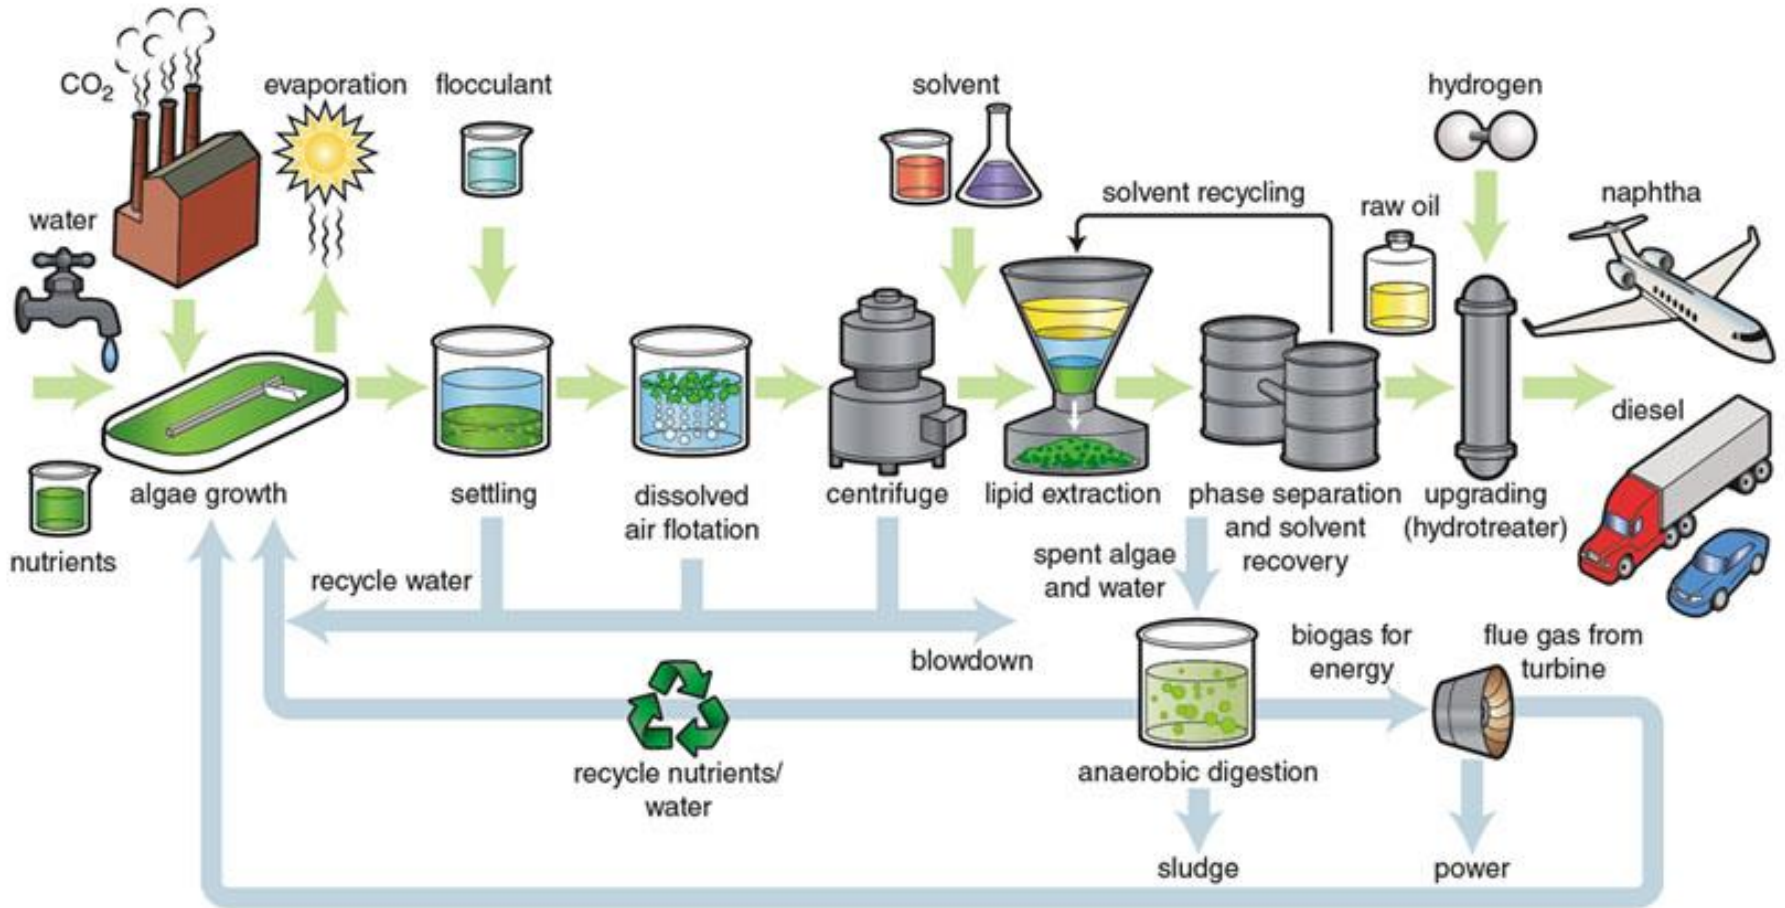 CO₂
evaporation
flocculant
solvent
hydrogen
water
solvent recycling
raw oil
naphtha
diesel
nutrients
algae growth
settling
dissolved
air flotation
centrifuge
lipid extraction
phase separation
and solvent
recovery
upgrading
(hydrotreater)
recycle water
spent algae
and water
blowdown
biogas for
energy
flue gas from
turbine
recycle nutrients/
water
anaerobic digestion
sludge
power